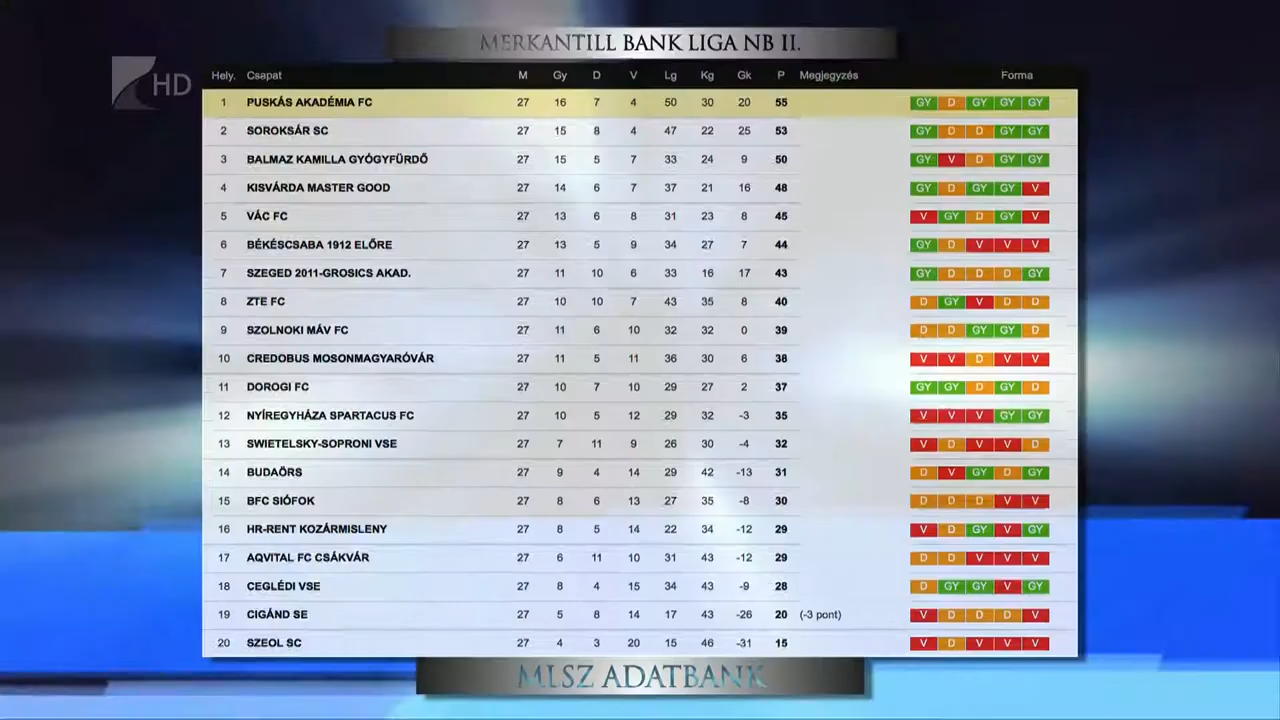 MERKANTILL BANK LIGA NB II.
HD
Hely. Csapat M Gy D V Lg Kg Gk P Megjegyzés Forma
1 PUSKÁS AKADÉMIA FC 27 16 7 4 50 30 20 55 GY D GY GY GY
2 SOROKSÁR SC 27 15 8 4 47 22 25 53 GY D D GY GY
3 BALMAZ KAMILLA GYÓGYFÜRDŐ 27 15 5 7 33 24 9 50 GY V D GY GY
4 KISVÁRDA MASTER GOOD 27 14 6 7 37 21 16 48 GY D GY GY V
5 VÁC FC 27 13 6 8 31 23 8 45 V GY D GY V
6 BÉKÉSCSABA 1912 ELŐRE 27 13 5 9 34 27 7 44 GY D V V V
7 SZEGED 2011-GROSICS AKAD. 27 11 10 6 33 16 17 43 GY D D D GY
8 ZTE FC 27 10 10 7 43 35 8 40 D GY V D D
9 SZOLNOKI MÁV FC 27 11 6 10 32 32 0 39 D D GY GY D
10 CREDOBUS MOSONMAGYARÓVÁR 27 11 5 11 36 30 6 38 V V D V V
11 DOROGI FC 27 10 7 10 29 27 2 37 GY GY D GY D
12 NYÍREGYHÁZA SPARTACUS FC 27 10 5 12 29 32 -3 35 V V V GY GY
13 SWIETELSKY-SOPRONI VSE 27 7 11 9 26 30 -4 32 V D V V D
14 BUDAÖRS 27 9 4 14 29 42 -13 31 D V GY D GY
15 BFC SIÓFOK 27 8 6 13 27 35 -8 30 D D D V V
16 HR-RENT KOZÁRMISLENY 27 8 5 14 22 34 -12 29 V D GY V GY
17 AQVITAL FC CSÁKVÁR 27 6 11 10 31 43 -12 29 D D V V V
18 CEGLÉDI VSE 27 8 4 15 34 43 -9 28 D GY GY V GY
19 CIGÁND SE 27 5 8 14 17 43 -26 20 (-3 pont) V D D D V
20 SZEOL SC 27 4 3 20 15 46 -31 15 V D V V V
MLSZ ADATBANK